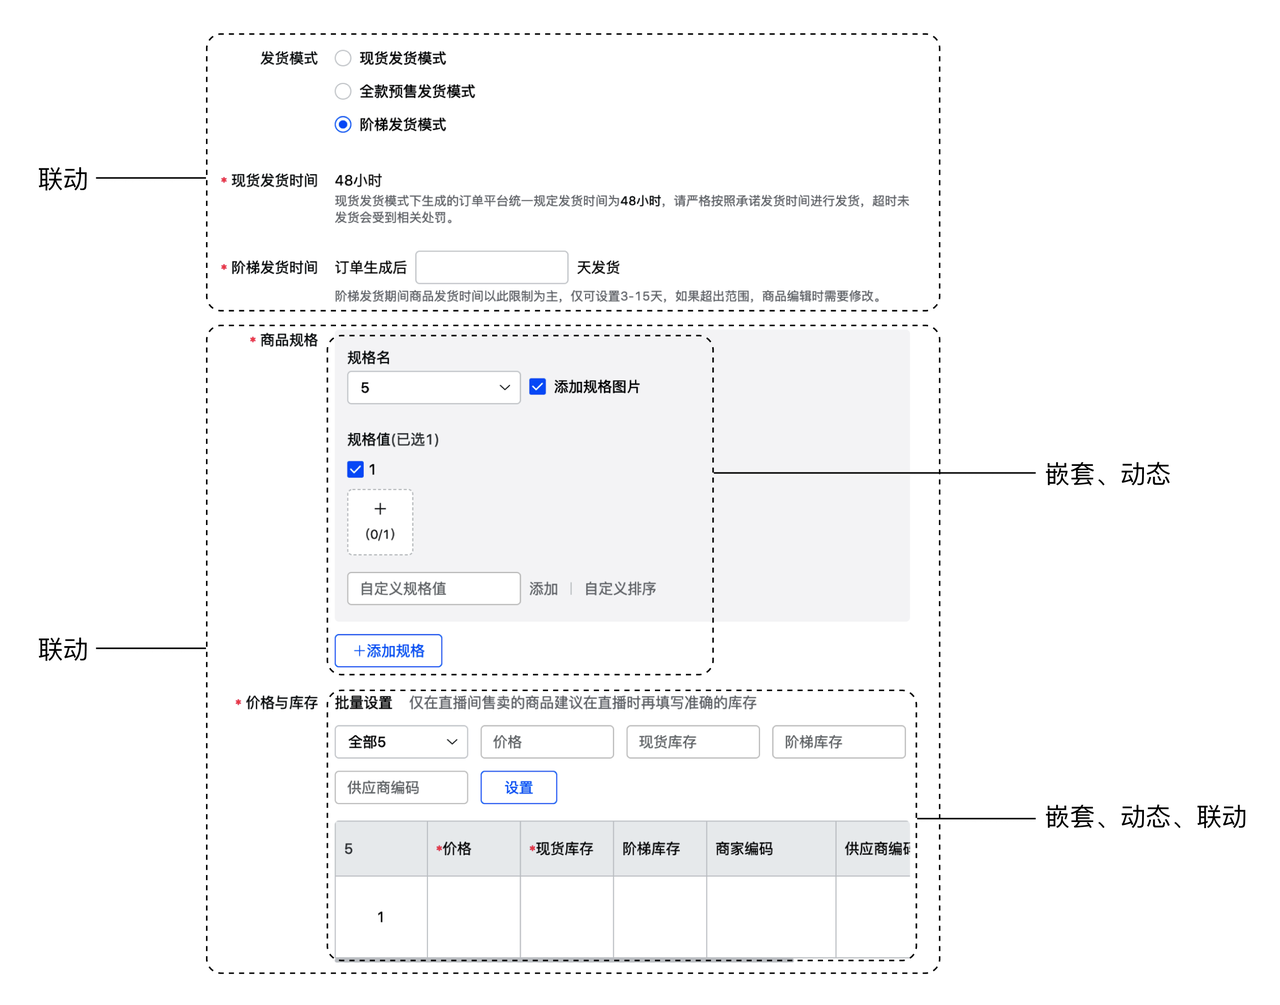 发货模式
现货发货模式
全款预售发货模式
阶梯发货模式
联动
* 现货发货时间
48小时
现货发货模式下生成的订单平台统一规定发货时间为48小时，请严格按照承诺发货时间进行发货，超时未
发货会受到相关处罚。
* 阶梯发货时间
订单生成后
天发货
阶梯发货期间商品发货时间以此限制为主，仅可设置3-15天，如果超出范围，商品编辑时需要修改。
* 商品规格
规格名
5
添加规格图片
规格值(已选1)
1
+
(0/1)
嵌套、动态
自定义规格值
添加
自定义排序
联动
+添加规格
* 价格与库存
批量设置 仅在直播间售卖的商品建议在直播时再填写准确的库存
全部5
价格
现货库存
阶梯库存
供应商编码
设置
嵌套、动态、联动
5
*价格
*现货库存
阶梯库存
商家编码
供应商编
1